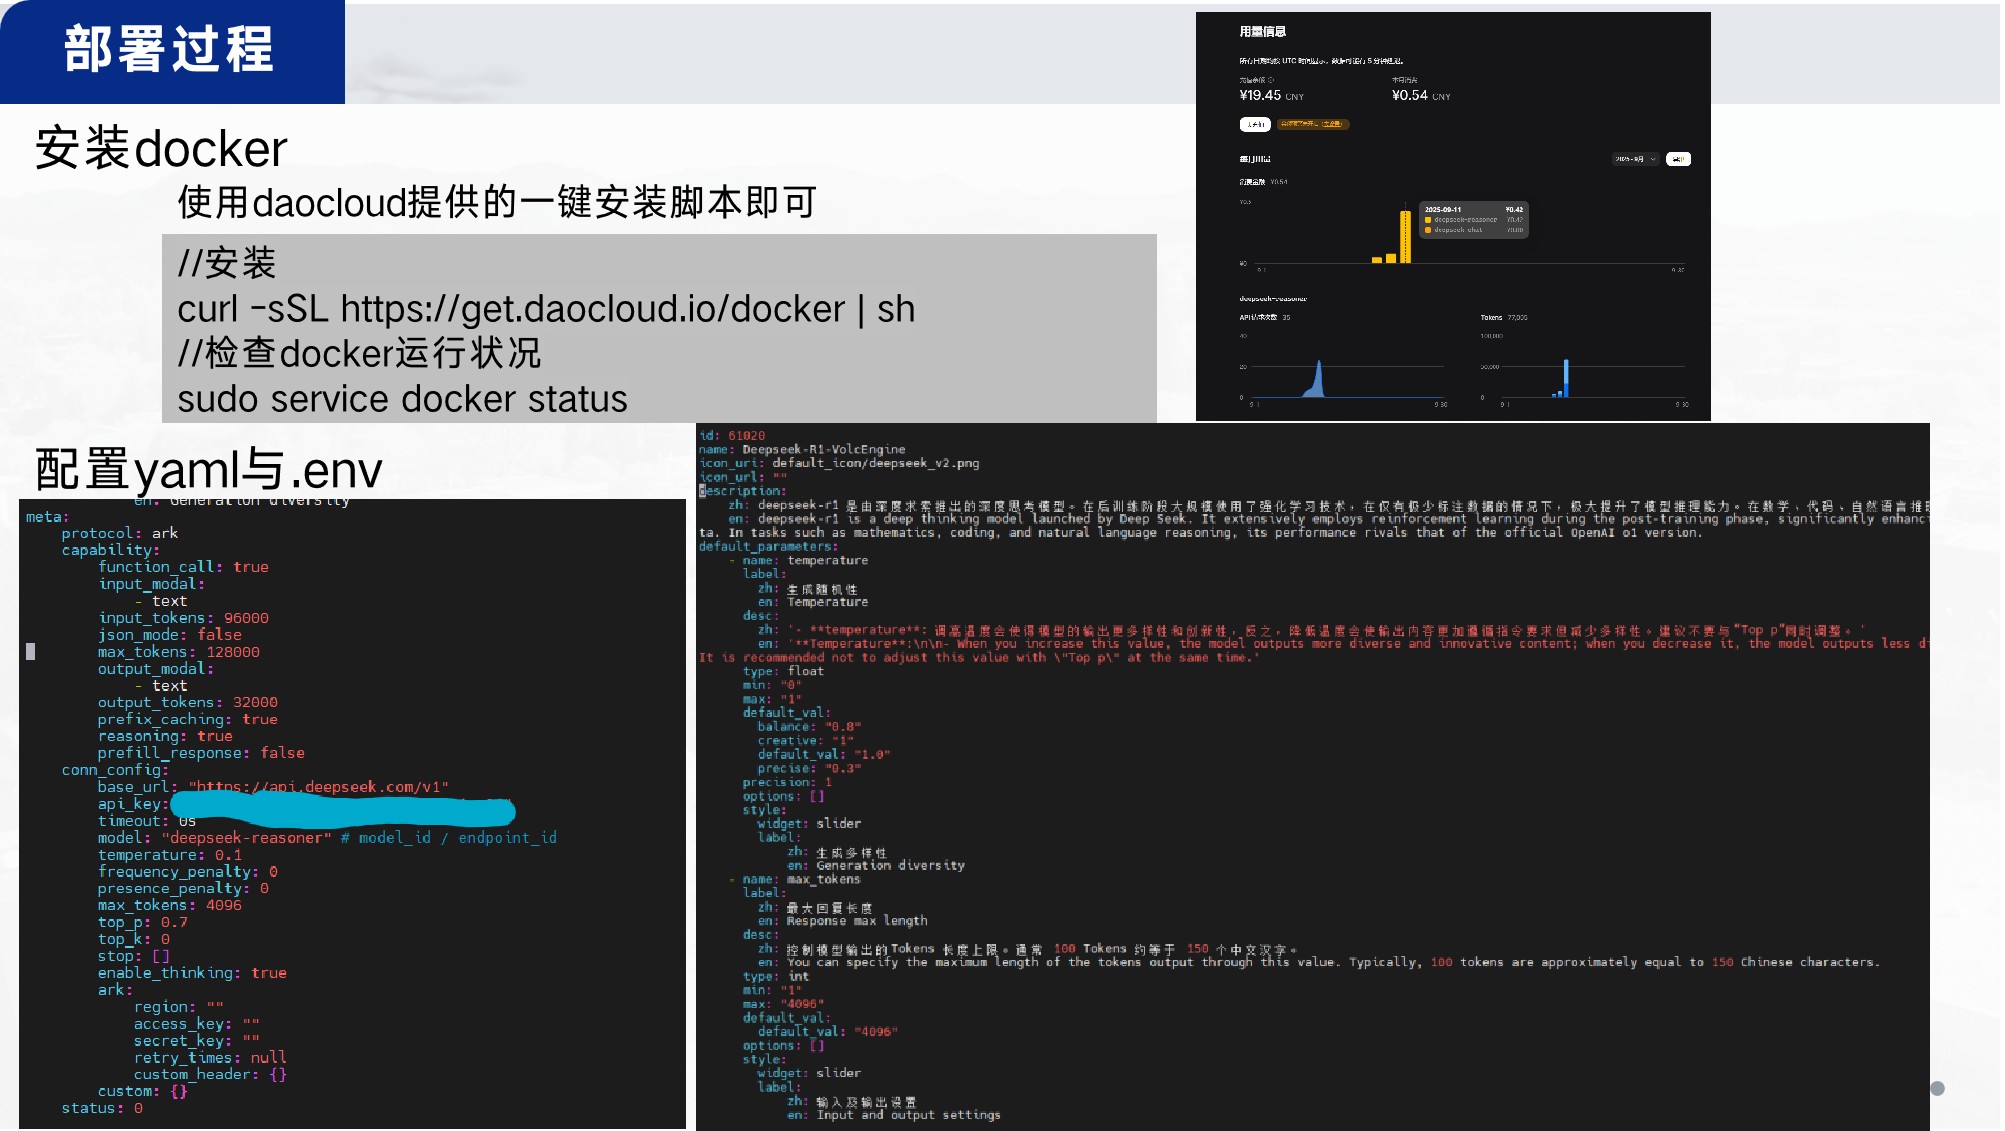 部署过程
安装docker
使用daocloud提供的一键安装脚本即可
//安装
curl -sSL https://get.daocloud.io/docker | sh
//检查docker运行状况
sudo service docker status
配置yaml与.env
用量信息
所有日期均按 UTC 时间显示，数据可能有 5 分钟延迟。
¥19.45 CNY
¥0.54 CNY
2025-09-11 ¥0.42
deepseek-reasoner ¥0.42
deepseek-chat ¥0.00
deepseek-reasoner
Tokens
100,000
50,000
en: Generation diversity
meta:
protocol: ark
capability:
function_call: true
input_modal:
- text
input_tokens: 96000
json_mode: false
max_tokens: 128000
output_modal:
- text
output_tokens: 32000
prefix_caching: true
reasoning: true
prefill_response: false
conn_config:
base_url: "https://api.deepseek.com/v1"
api_key:
timeout: 0s
model: "deepseek-reasoner" # model_id / endpoint_id
temperature: 0.1
frequency_penalty: 0
presence_penalty: 0
max_tokens: 4096
top_p: 0.7
top_k: 0
stop: []
enable_thinking: true
ark:
region: ""
access_key: ""
secret_key: ""
retry_times: null
custom_header: {}
custom: {}
status: 0
id: 61020
name: Deepseek-R1-VolcEngine
icon_uri: default_icon/deepseek_v2.png
icon_url: ""
description:
zh: deepseek-r1 是由深度求索推出的深度思考模型。在后训练阶段大规模使用了强化学习技术，在仅有极少标注数据的情况下，极大提升了模型推理能力。在数学、代码、自然语言推
en: deepseek-r1 is a deep thinking model launched by Deep Seek. It extensively employs reinforcement learning during the post-training phase, significantly enhanc
ta. In tasks such as mathematics, coding, and natural language reasoning, its performance rivals that of the official OpenAI o1 version.
default_parameters:
- name: temperature
label:
zh: 生成随机性
en: Temperature
desc:
zh: '- **temperature**: 调高温度会使得模型的输出更多样性和创新性，反之，降低温度会使输出内容更加遵循指令要求但减少多样性。建议不要与“Top p”同时调整。'
en: '**Temperature**:\n\n- When you increase this value, the model outputs more diverse and innovative content; when you decrease it, the model outputs less di
It is recommended not to adjust this value with \"Top p\" at the same time.'
type: float
min: "0"
max: "1"
default_val:
balance: "0.8"
creative: "1"
default_val: "1.0"
precise: "0.3"
precision: 1
options: []
style:
widget: slider
label:
zh: 生成多样性
en: Generation diversity
- name: max_tokens
label:
zh: 最大回复长度
en: Response max length
desc:
zh: 控制模型输出的Tokens 长度上限。通常 100 Tokens 约等于 150 个中文汉字。
en: You can specify the maximum length of the tokens output through this value. Typically, 100 tokens are approximately equal to 150 Chinese characters.
type: int
min: "1"
max: "4096"
default_val:
default_val: "4096"
options: []
style:
widget: slider
label:
zh: 输入及输出设置
en: Input and output settings